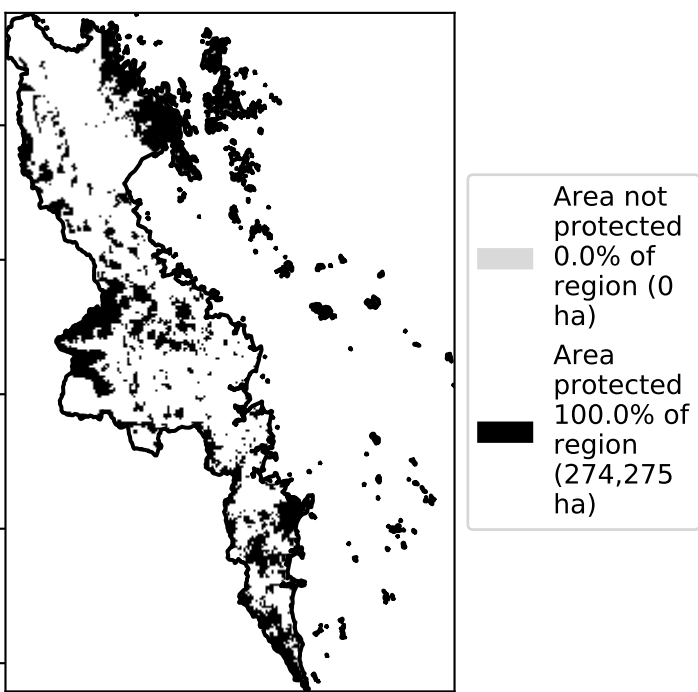 Area not
protected
0.0% of
region (0
ha)
Area
protected
100.0% of
region
(274,275
ha)